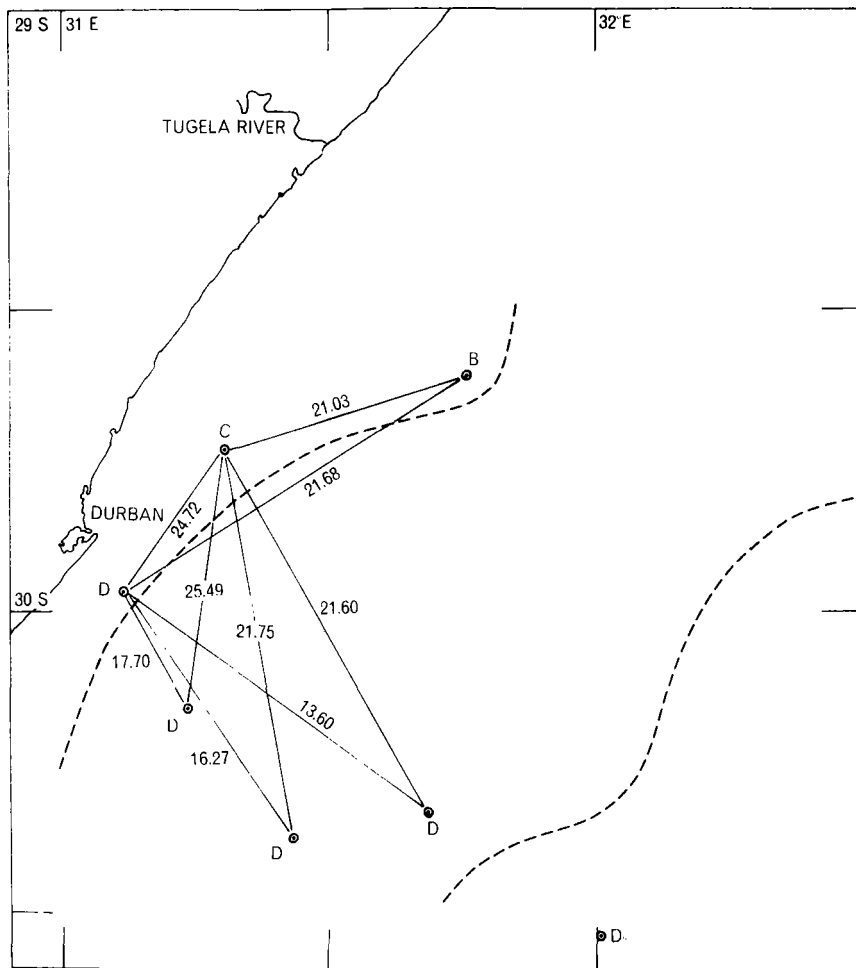 29 S 31 E 32°E
TUGELA RIVER
B
21.03
C
21.68
24.72
DURBAN
D
25.49
30 S
21.60
21.75
17.70
13.60
D
16.27
D
D
D